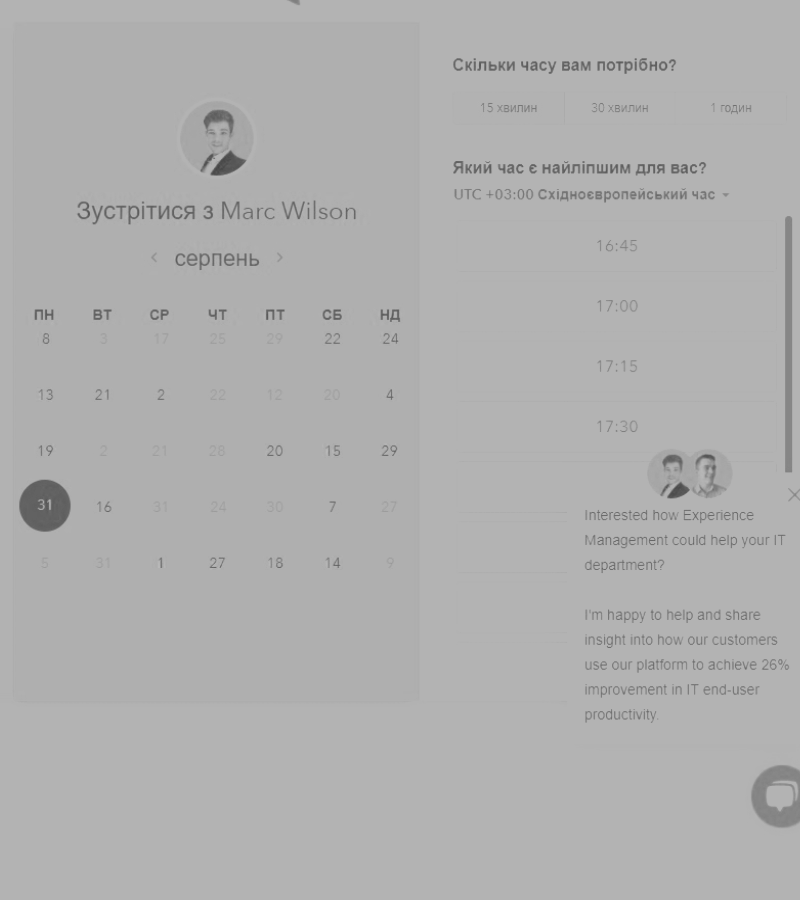 Зустрітися з Marc Wilson
серпень
ПН ВТ СР ЧТ ПТ СБ НД
8 3 17 25 29 22 24
13 21 2 22 12 20 4
19 2 21 28 20 15 29
31 16 31 24 30 7 27
5 31 1 27 18 14 9
Скільки часу вам потрібно?
15 хвилин 30 хвилин 1 годин
Який час є найліпшим для вас?
UTC +03:00 Східноєвропейський час
16:45
17:00
17:15
17:30
Interested how Experience
Management could help your IT
department?
I'm happy to help and share
insight into how our customers
use our platform to achieve 26%
improvement in IT end-user
productivity.